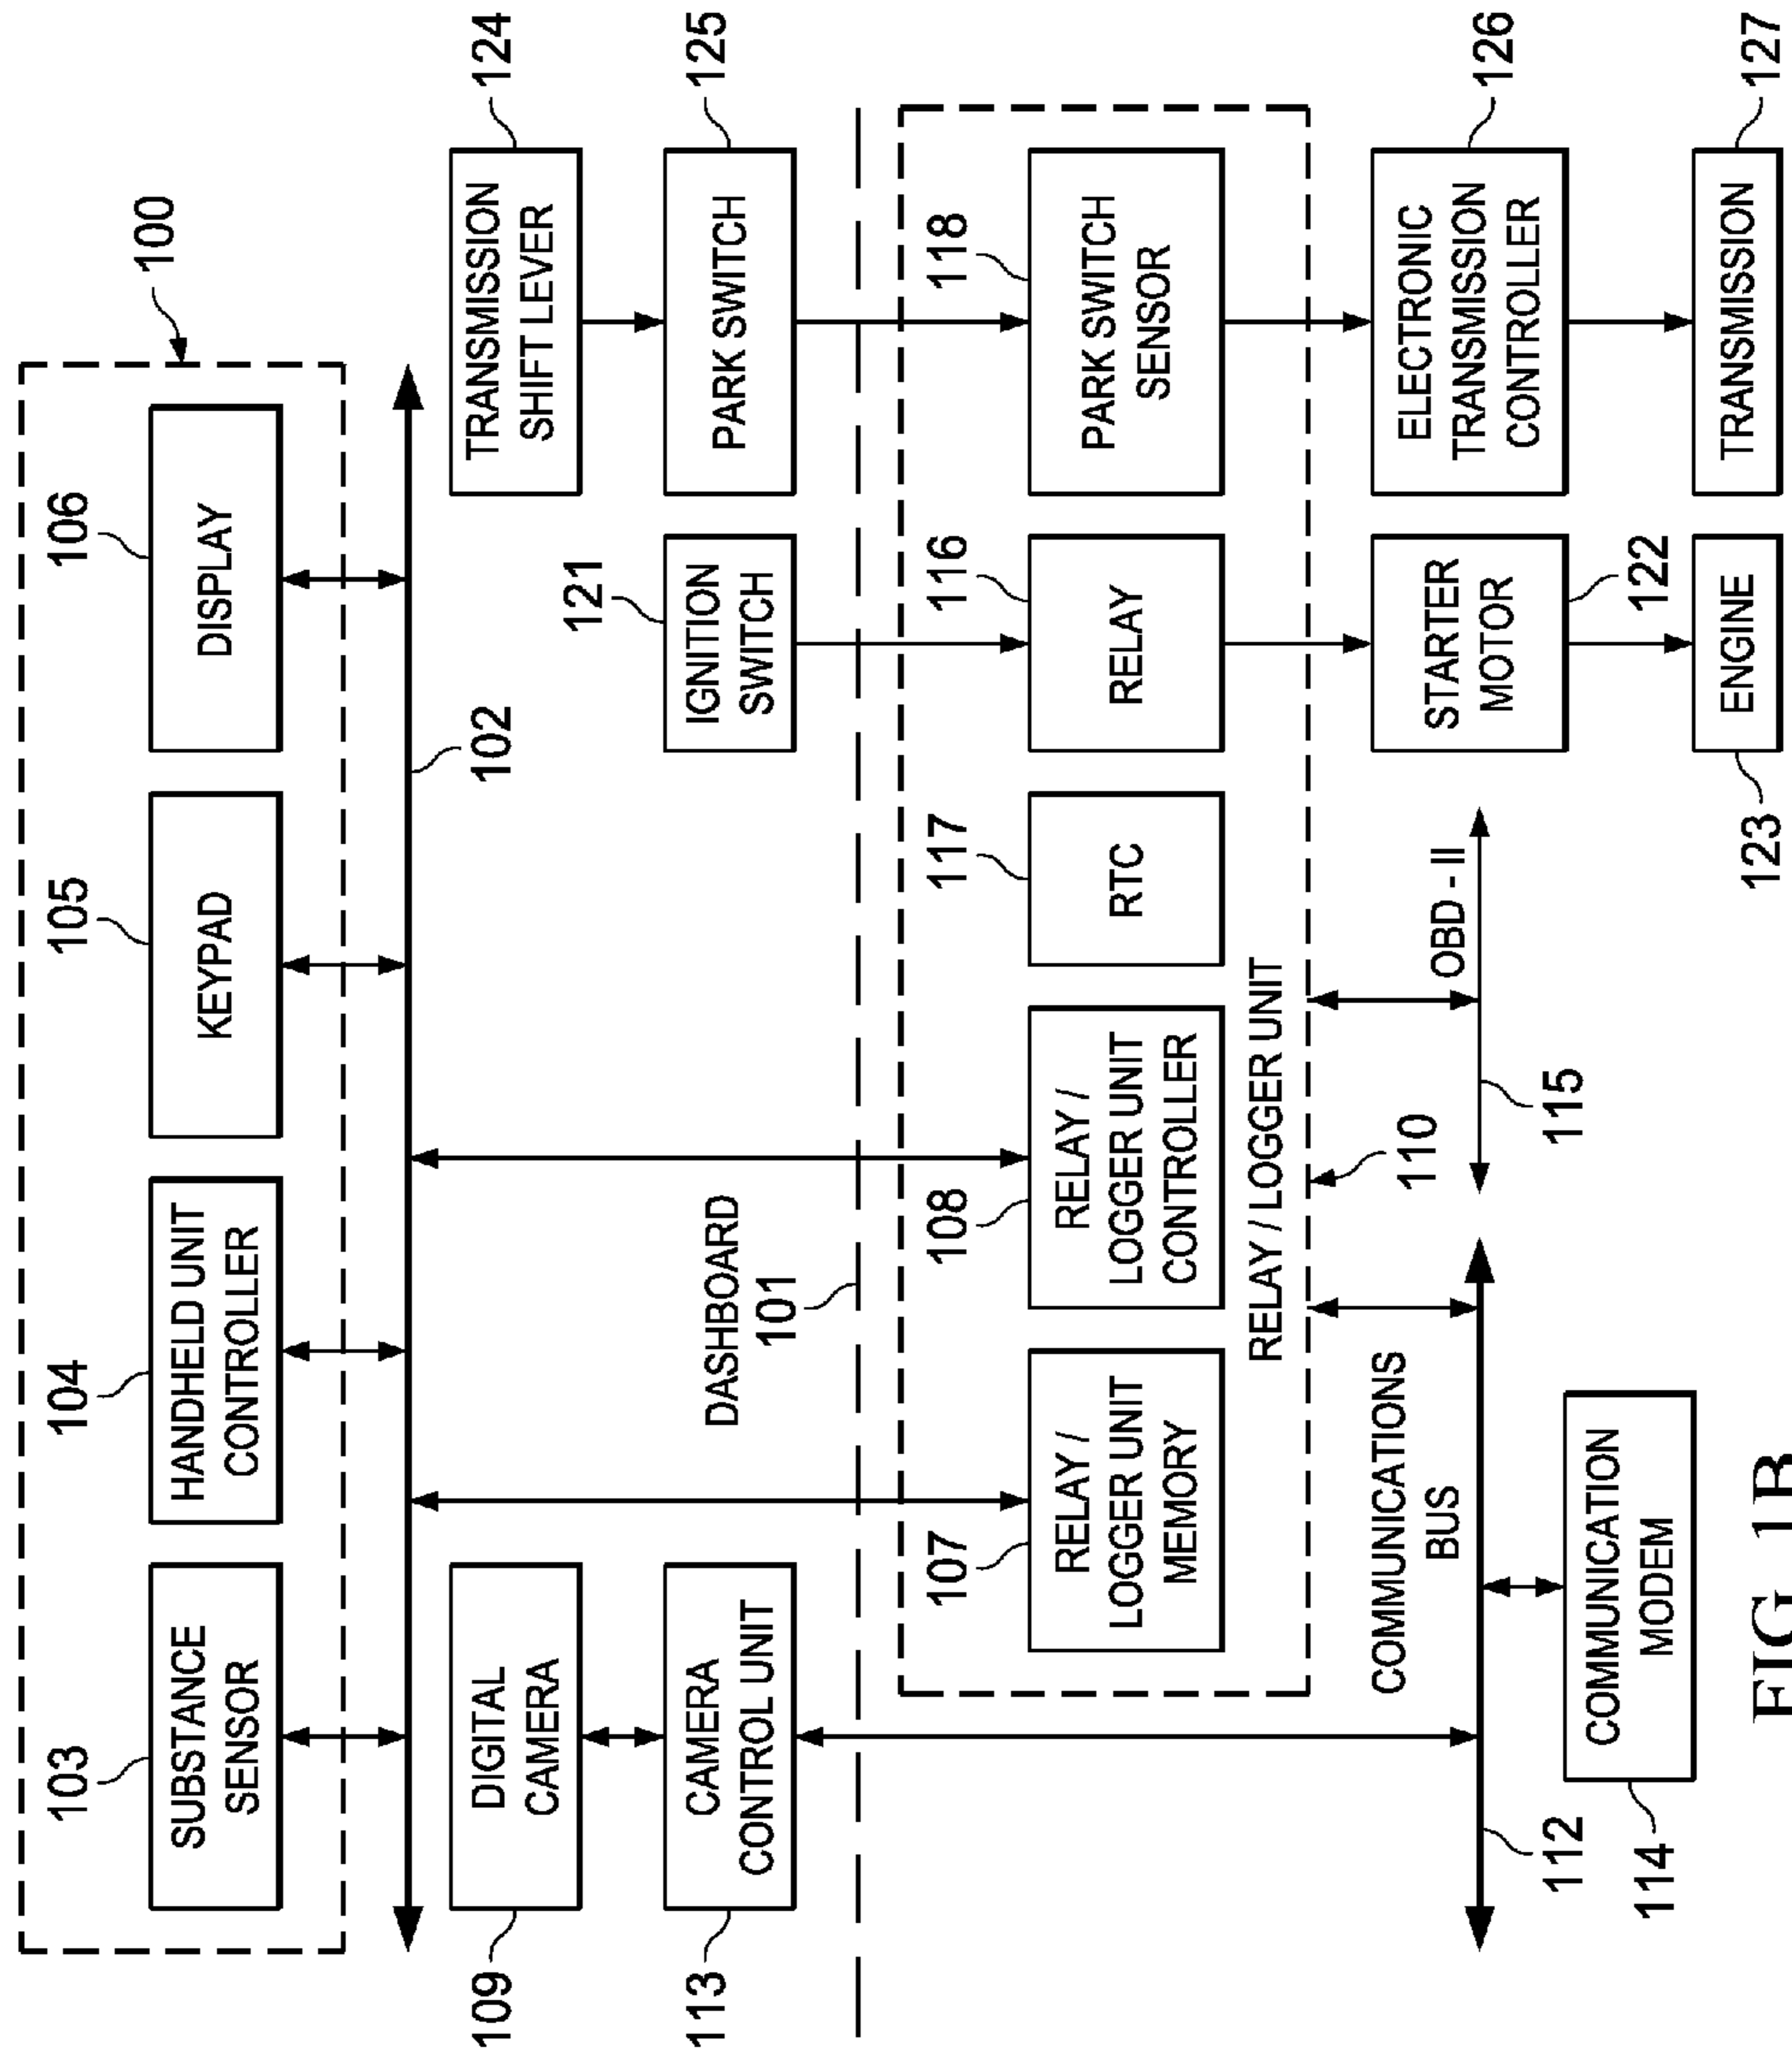 100
103
104
105
106
SUBSTANCE
SENSOR
HANDHELD UNIT
CONTROLLER
KEYPAD
DISPLAY
102
109
DIGITAL
CAMERA
TRANSMISSION
SHIFT LEVER
124
121
113
CAMERA
CONTROL UNIT
DASHBOARD
101
IGNITION
SWITCH
PARK SWITCH
125
107
108
117
116
118
RELAY /
LOGGER UNIT
MEMORY
RELAY /
LOGGER UNIT
CONTROLLER
RTC
RELAY
PARK SWITCH
SENSOR
RELAY / LOGGER UNIT
110
COMMUNICATIONS
BUS
OBD - II
STARTER
MOTOR
ELECTRONIC
TRANSMISSION
CONTROLLER
126
112
115
122
114
COMMUNICATION
MODEM
123
ENGINE
TRANSMISSION
127
FIG. 1B